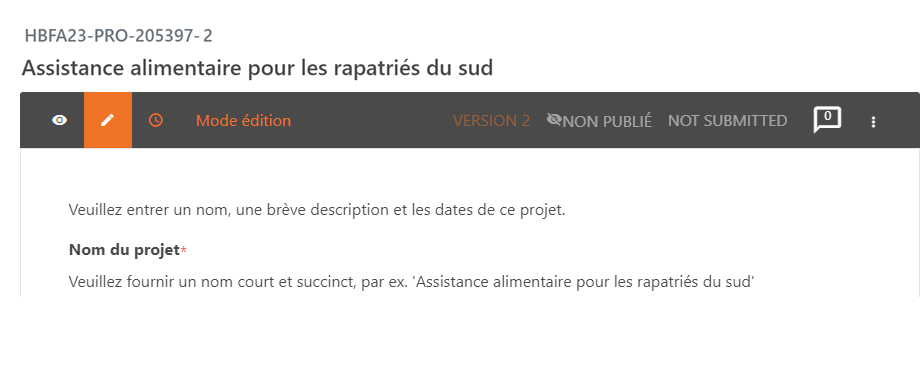 HBFA23-PRO-205397- 2
Assistance alimentaire pour les rapatriés du sud
Mode édition VERSION 2 NON PUBLIÉ NOT SUBMITTED 0
Veuillez entrer un nom, une brève description et les dates de ce projet.
Nom du projet*
Veuillez fournir un nom court et succinct, par ex. 'Assistance alimentaire pour les rapatriés du sud'